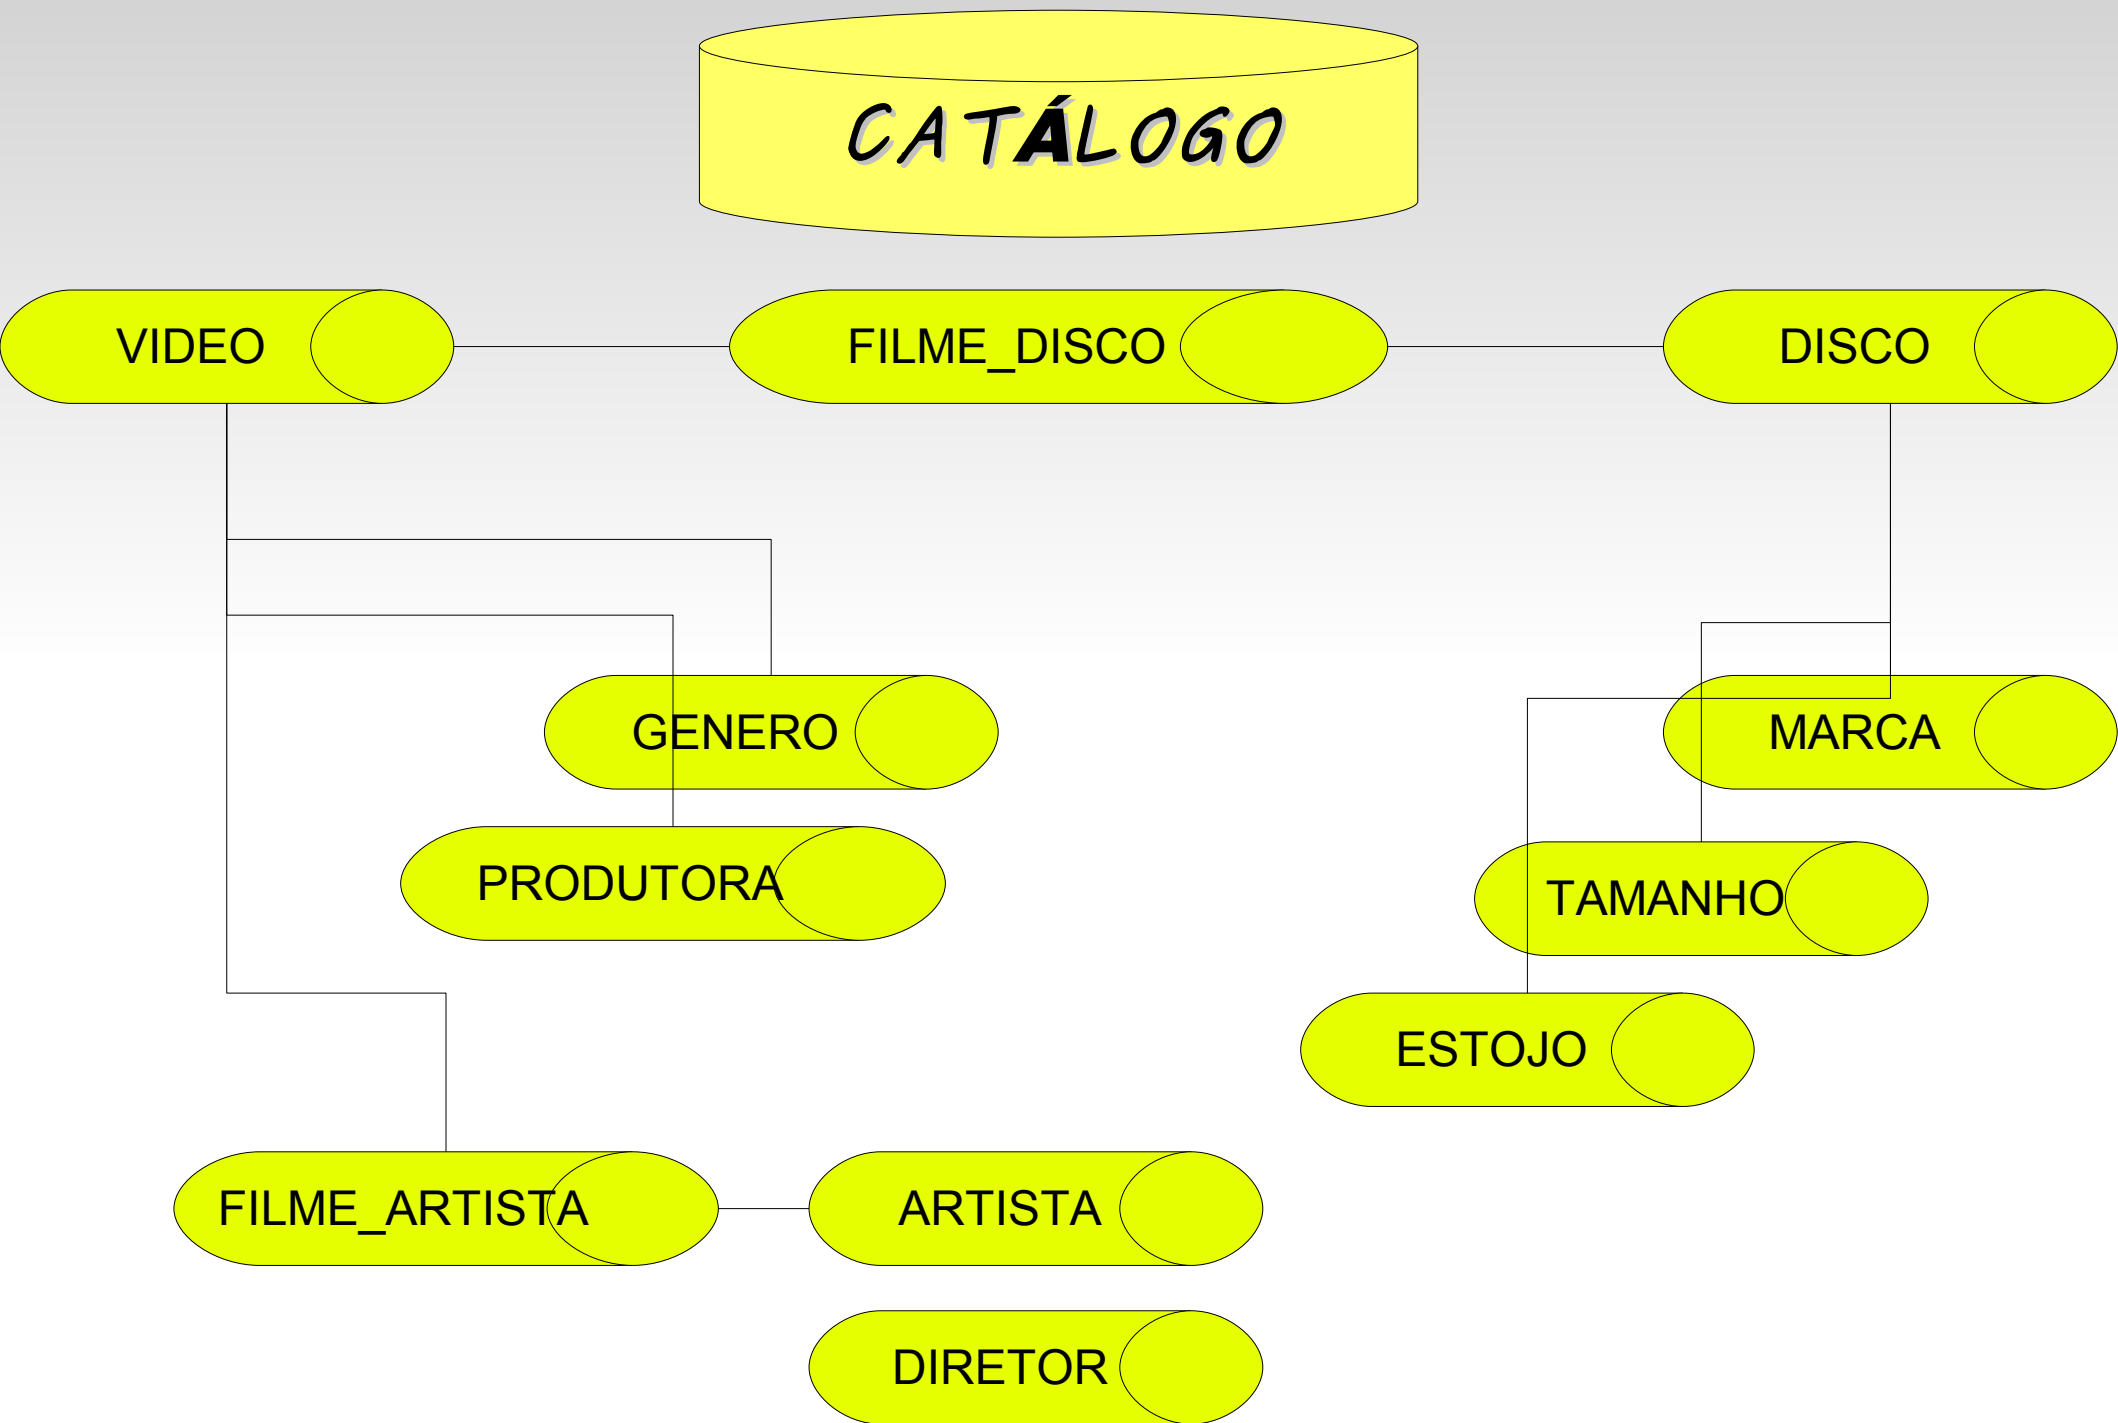 CATÁLOGO
VIDEO
FILME_DISCO
DISCO
GENERO
MARCA
PRODUTORA
TAMANHO
ESTOJO
FILME_ARTISTA
ARTISTA
DIRETOR